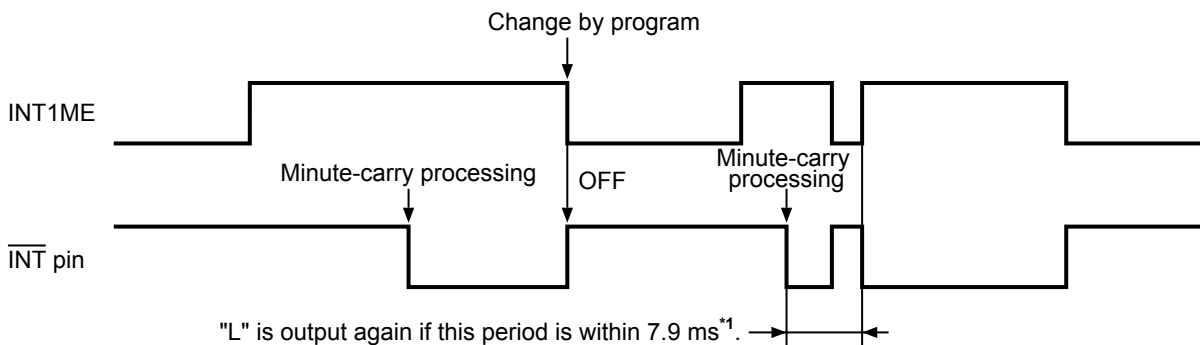 Change by program
INT1ME
Minute-carry processing
OFF
Minute-carry
processing
INT pin
"L" is output again if this period is within 7.9 ms*1.